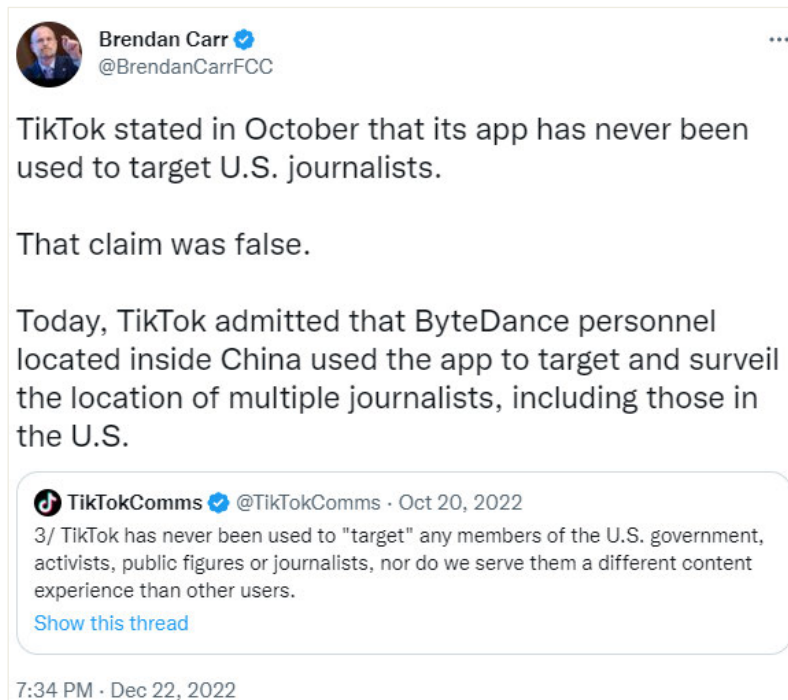 Brendan Carr
@BrendanCarrFCC
TikTok stated in October that its app has never been
used to target U.S. journalists.
That claim was false.
Today, TikTok admitted that ByteDance personnel
located inside China used the app to target and surveil
the location of multiple journalists, including those in
the U.S.
TikTokComms @TikTokComms · Oct 20, 2022
3/ TikTok has never been used to "target" any members of the U.S. government,
activists, public figures or journalists, nor do we serve them a different content
experience than other users.
Show this thread
7:34 PM · Dec 22, 2022